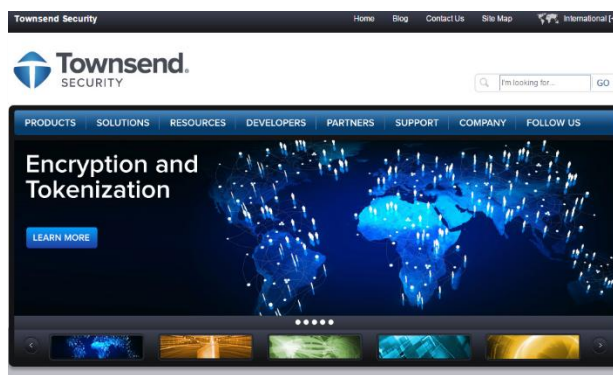 Townsend Security
Home Blog Contact Us Site Map International [-
Townsend®
SECURITY
I'm looking for... GO
PRODUCTS SOLUTIONS RESOURCES DEVELOPERS PARTNERS SUPPORT COMPANY FOLLOW US
Encryption and
Tokenization
LEARN MORE